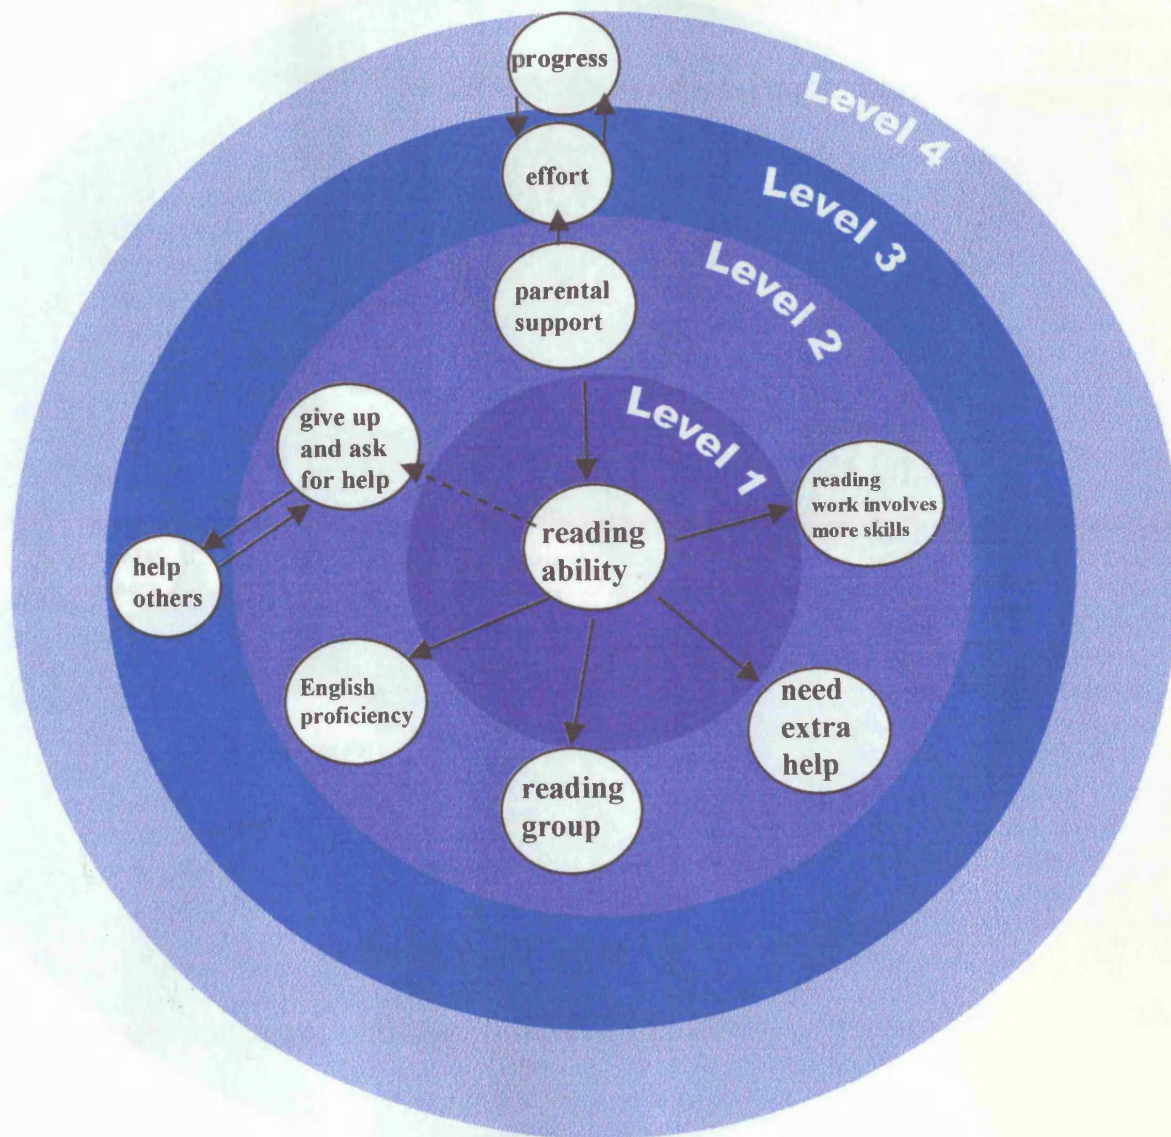 progress
Level 4
effort
Level 3
Level 2
parental
support
Level 1
give up
and ask
for help
reading
work involves
more skills
reading
ability
help
others
English
proficiency
need
extra
help
reading
group